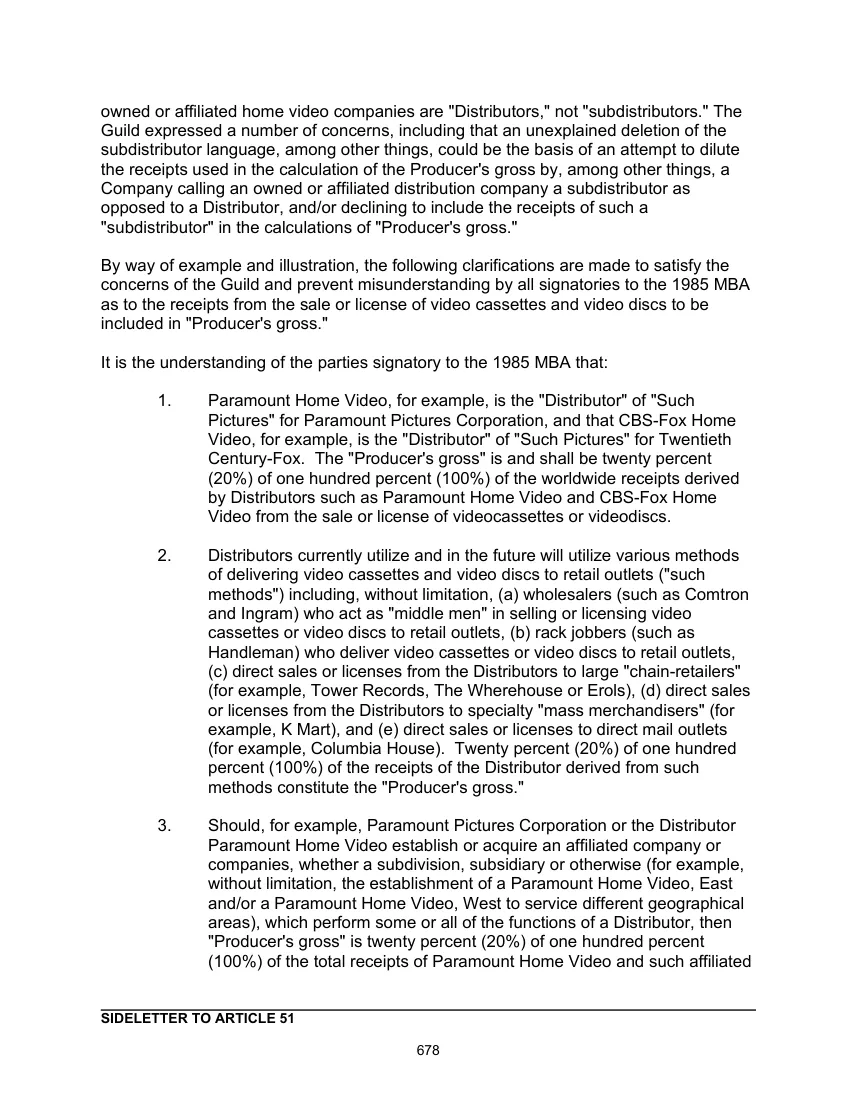 owned or affiliated home video companies are "Distributors," not "subdistributors." The
Guild expressed a number of concerns, including that an unexplained deletion of the
subdistributor language, among other things, could be the basis of an attempt to dilute
the receipts used in the calculation of the Producer's gross by, among other things, a
Company calling an owned or affiliated distribution company a subdistributor as
opposed to a Distributor, and/or declining to include the receipts of such a
"subdistributor" in the calculations of "Producer's gross."
By way of example and illustration, the following clarifications are made to satisfy the
concerns of the Guild and prevent misunderstanding by all signatories to the 1985 MBA
as to the receipts from the sale or license of video cassettes and video discs to be
included in "Producer's gross."
It is the understanding of the parties signatory to the 1985 MBA that:
1. Paramount Home Video, for example, is the "Distributor" of "Such
Pictures" for Paramount Pictures Corporation, and that CBS-Fox Home
Video, for example, is the "Distributor" of "Such Pictures" for Twentieth
Century-Fox. The "Producer's gross" is and shall be twenty percent
(20%) of one hundred percent (100%) of the worldwide receipts derived
by Distributors such as Paramount Home Video and CBS-Fox Home
Video from the sale or license of videocassettes or videodiscs.
2. Distributors currently utilize and in the future will utilize various methods
of delivering video cassettes and video discs to retail outlets ("such
methods") including, without limitation, (a) wholesalers (such as Comtron
and Ingram) who act as "middle men" in selling or licensing video
cassettes or video discs to retail outlets, (b) rack jobbers (such as
Handleman) who deliver video cassettes or video discs to retail outlets,
(c) direct sales or licenses from the Distributors to large "chain-retailers"
(for example, Tower Records, The Wherehouse or Erols), (d) direct sales
or licenses from the Distributors to specialty "mass merchandisers" (for
example, K Mart), and (e) direct sales or licenses to direct mail outlets
(for example, Columbia House). Twenty percent (20%) of one hundred
percent (100%) of the receipts of the Distributor derived from such
methods constitute the "Producer's gross."
3. Should, for example, Paramount Pictures Corporation or the Distributor
Paramount Home Video establish or acquire an affiliated company or
companies, whether a subdivision, subsidiary or otherwise (for example,
without limitation, the establishment of a Paramount Home Video, East
and/or a Paramount Home Video, West to service different geographical
areas), which perform some or all of the functions of a Distributor, then
"Producer's gross" is twenty percent (20%) of one hundred percent
(100%) of the total receipts of Paramount Home Video and such affiliated
SIDELETTER TO ARTICLE 51
678